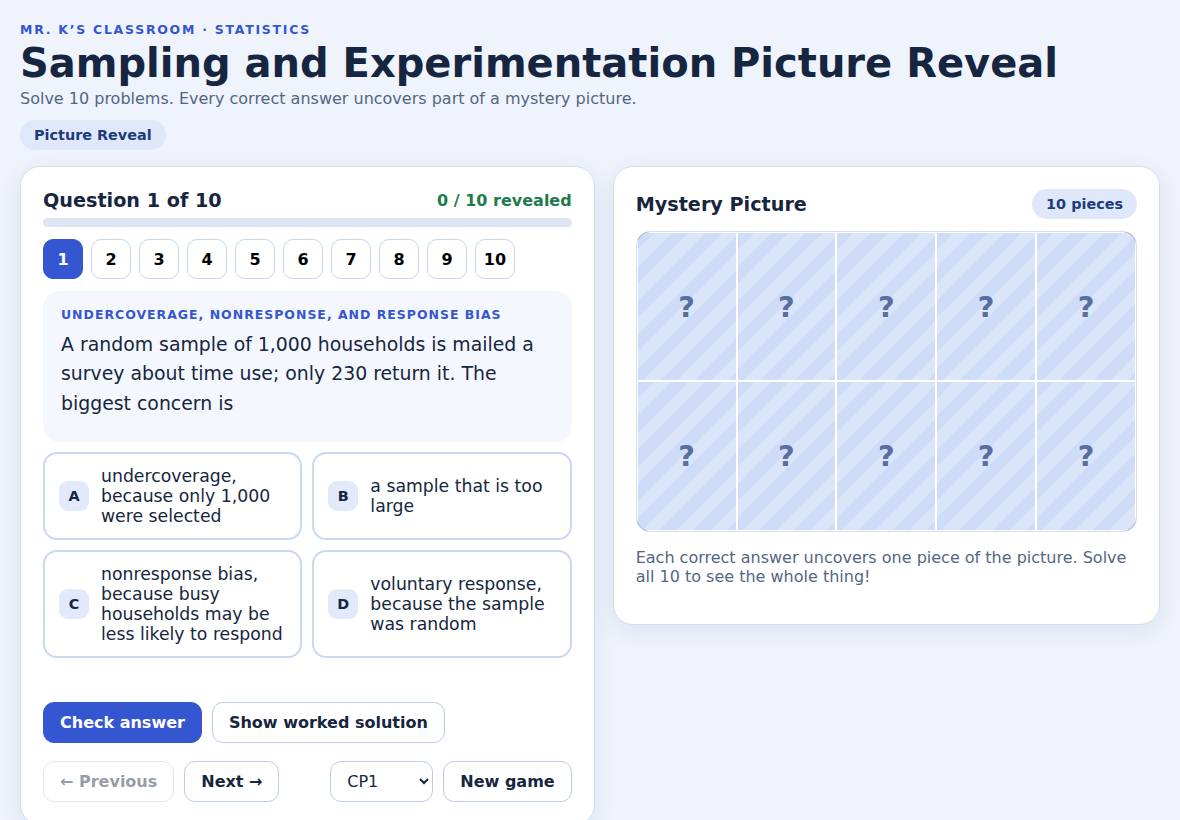 MR. K’S CLASSROOM · STATISTICS
Sampling and Experimentation Picture Reveal
Solve 10 problems. Every correct answer uncovers part of a mystery picture.
Picture Reveal
Question 1 of 10
0 / 10 revealed
1 2 3 4 5 6 7 8 9 10
UNDERCOVERAGE, NONRESPONSE, AND RESPONSE BIAS
A random sample of 1,000 households is mailed a
survey about time use; only 230 return it. The
biggest concern is
A
undercoverage,
because only 1,000
were selected
B
a sample that is too
large
C
nonresponse bias,
because busy
households may be
less likely to respond
D
voluntary response,
because the sample
was random
Check answer
Show worked solution
← Previous
Next →
CP1
New game
Mystery Picture
10 pieces
? ? ? ? ?
? ? ? ? ?
Each correct answer uncovers one piece of the picture. Solve
all 10 to see the whole thing!